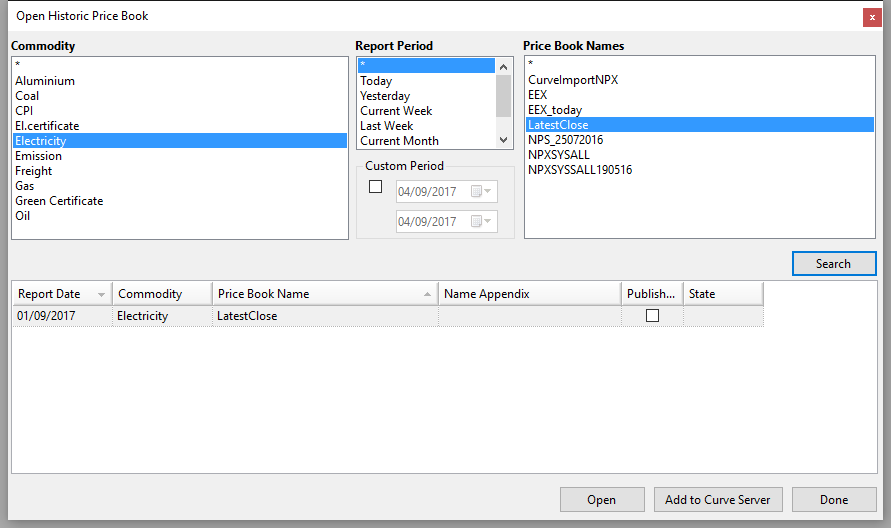 Open Historic Price Book
x
Commodity
*
Aluminium
Coal
CPI
El.certificate
Electricity
Emission
Freight
Gas
Green Certificate
Oil
Report Period
*
Today
Yesterday
Current Week
Last Week
Current Month
Custom Period
04/09/2017
04/09/2017
Price Book Names
*
CurveImportNPX
EEX
EEX_today
LatestClose
NPS_25072016
NPXSYSALL
NPXSYSSALL190516
Search
Report Date Commodity Price Book Name Name Appendix Publish... State
01/09/2017 Electricity LatestClose
Open Add to Curve Server Done